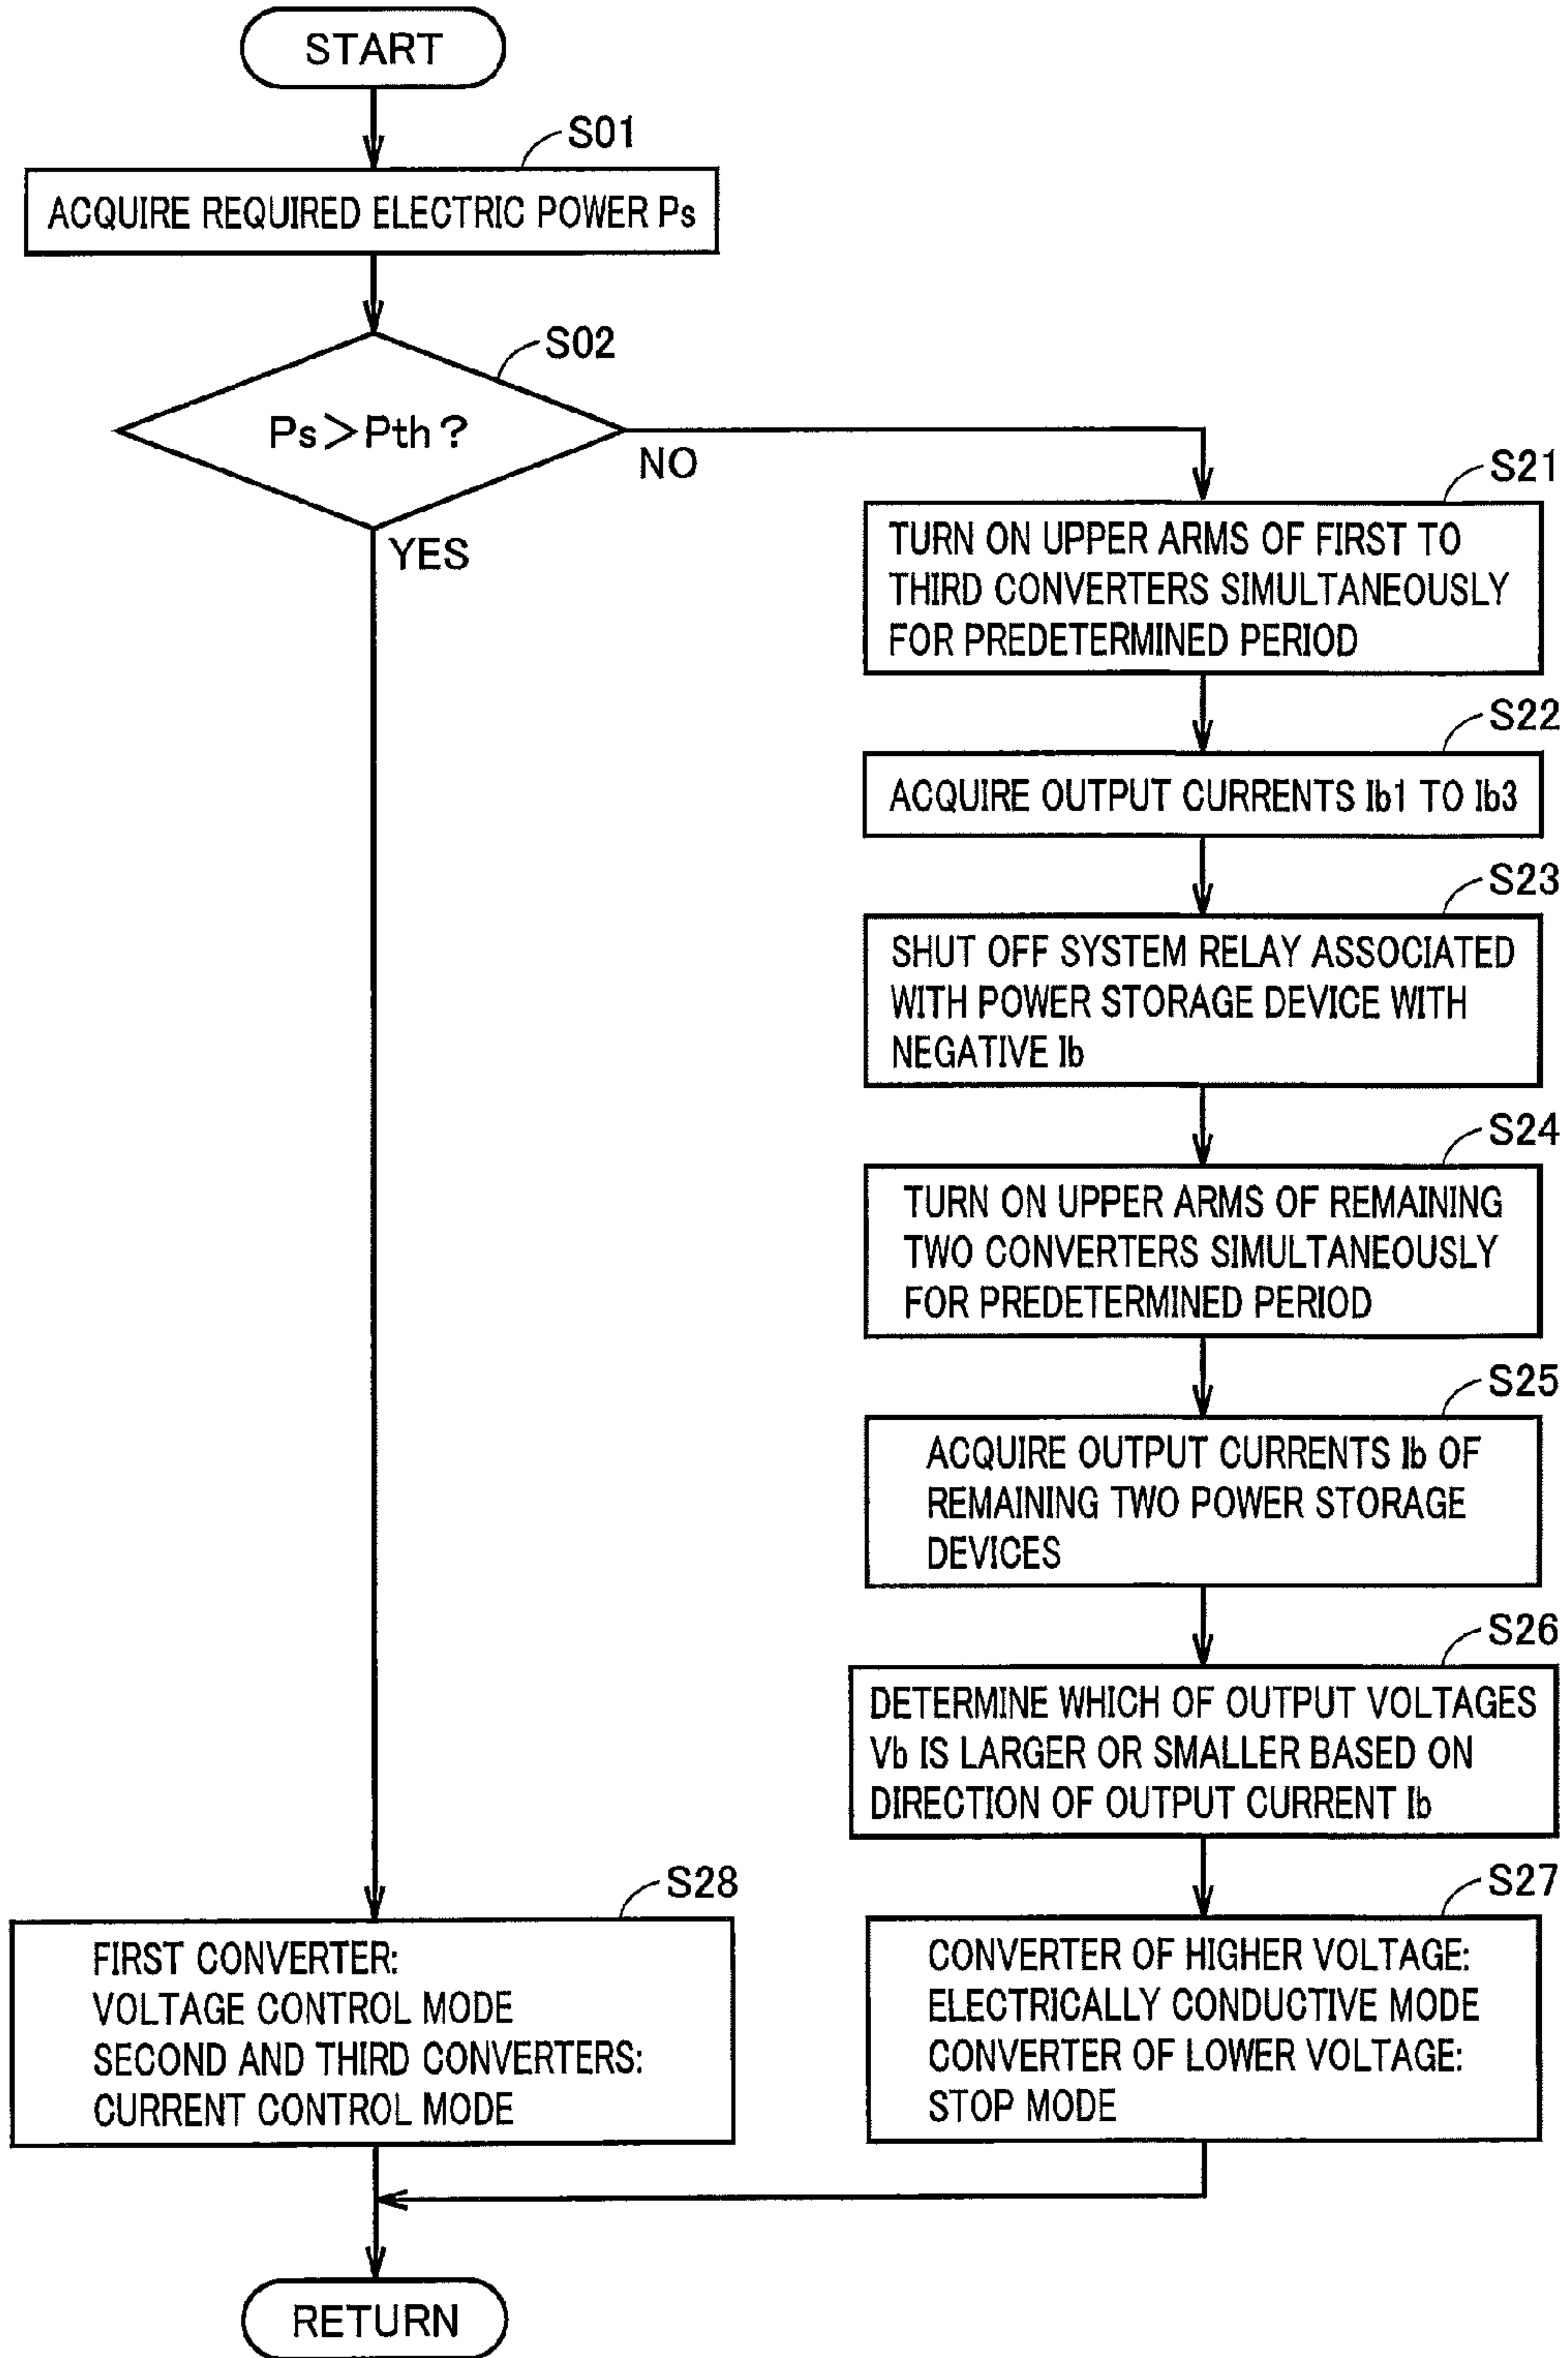 START
S01
ACQUIRE REQUIRED ELECTRIC POWER Ps
S02
Ps>Pth?
NO
YES
S21
TURN ON UPPER ARMS OF FIRST TO
THIRD CONVERTERS SIMULTANEOUSLY
FOR PREDETERMINED PERIOD
S22
ACQUIRE OUTPUT CURRENTS Ib1 TO Ib3
S23
SHUT OFF SYSTEM RELAY ASSOCIATED
WITH POWER STORAGE DEVICE WITH
NEGATIVE Ib
S24
TURN ON UPPER ARMS OF REMAINING
TWO CONVERTERS SIMULTANEOUSLY
FOR PREDETERMINED PERIOD
S25
ACQUIRE OUTPUT CURRENTS Ib OF
REMAINING TWO POWER STORAGE
DEVICES
S26
DETERMINE WHICH OF OUTPUT VOLTAGES
Vb IS LARGER OR SMALLER BASED ON
DIRECTION OF OUTPUT CURRENT Ib
S27
CONVERTER OF HIGHER VOLTAGE:
ELECTRICALLY CONDUCTIVE MODE
CONVERTER OF LOWER VOLTAGE:
STOP MODE
S28
FIRST CONVERTER:
VOLTAGE CONTROL MODE
SECOND AND THIRD CONVERTERS:
CURRENT CONTROL MODE
RETURN